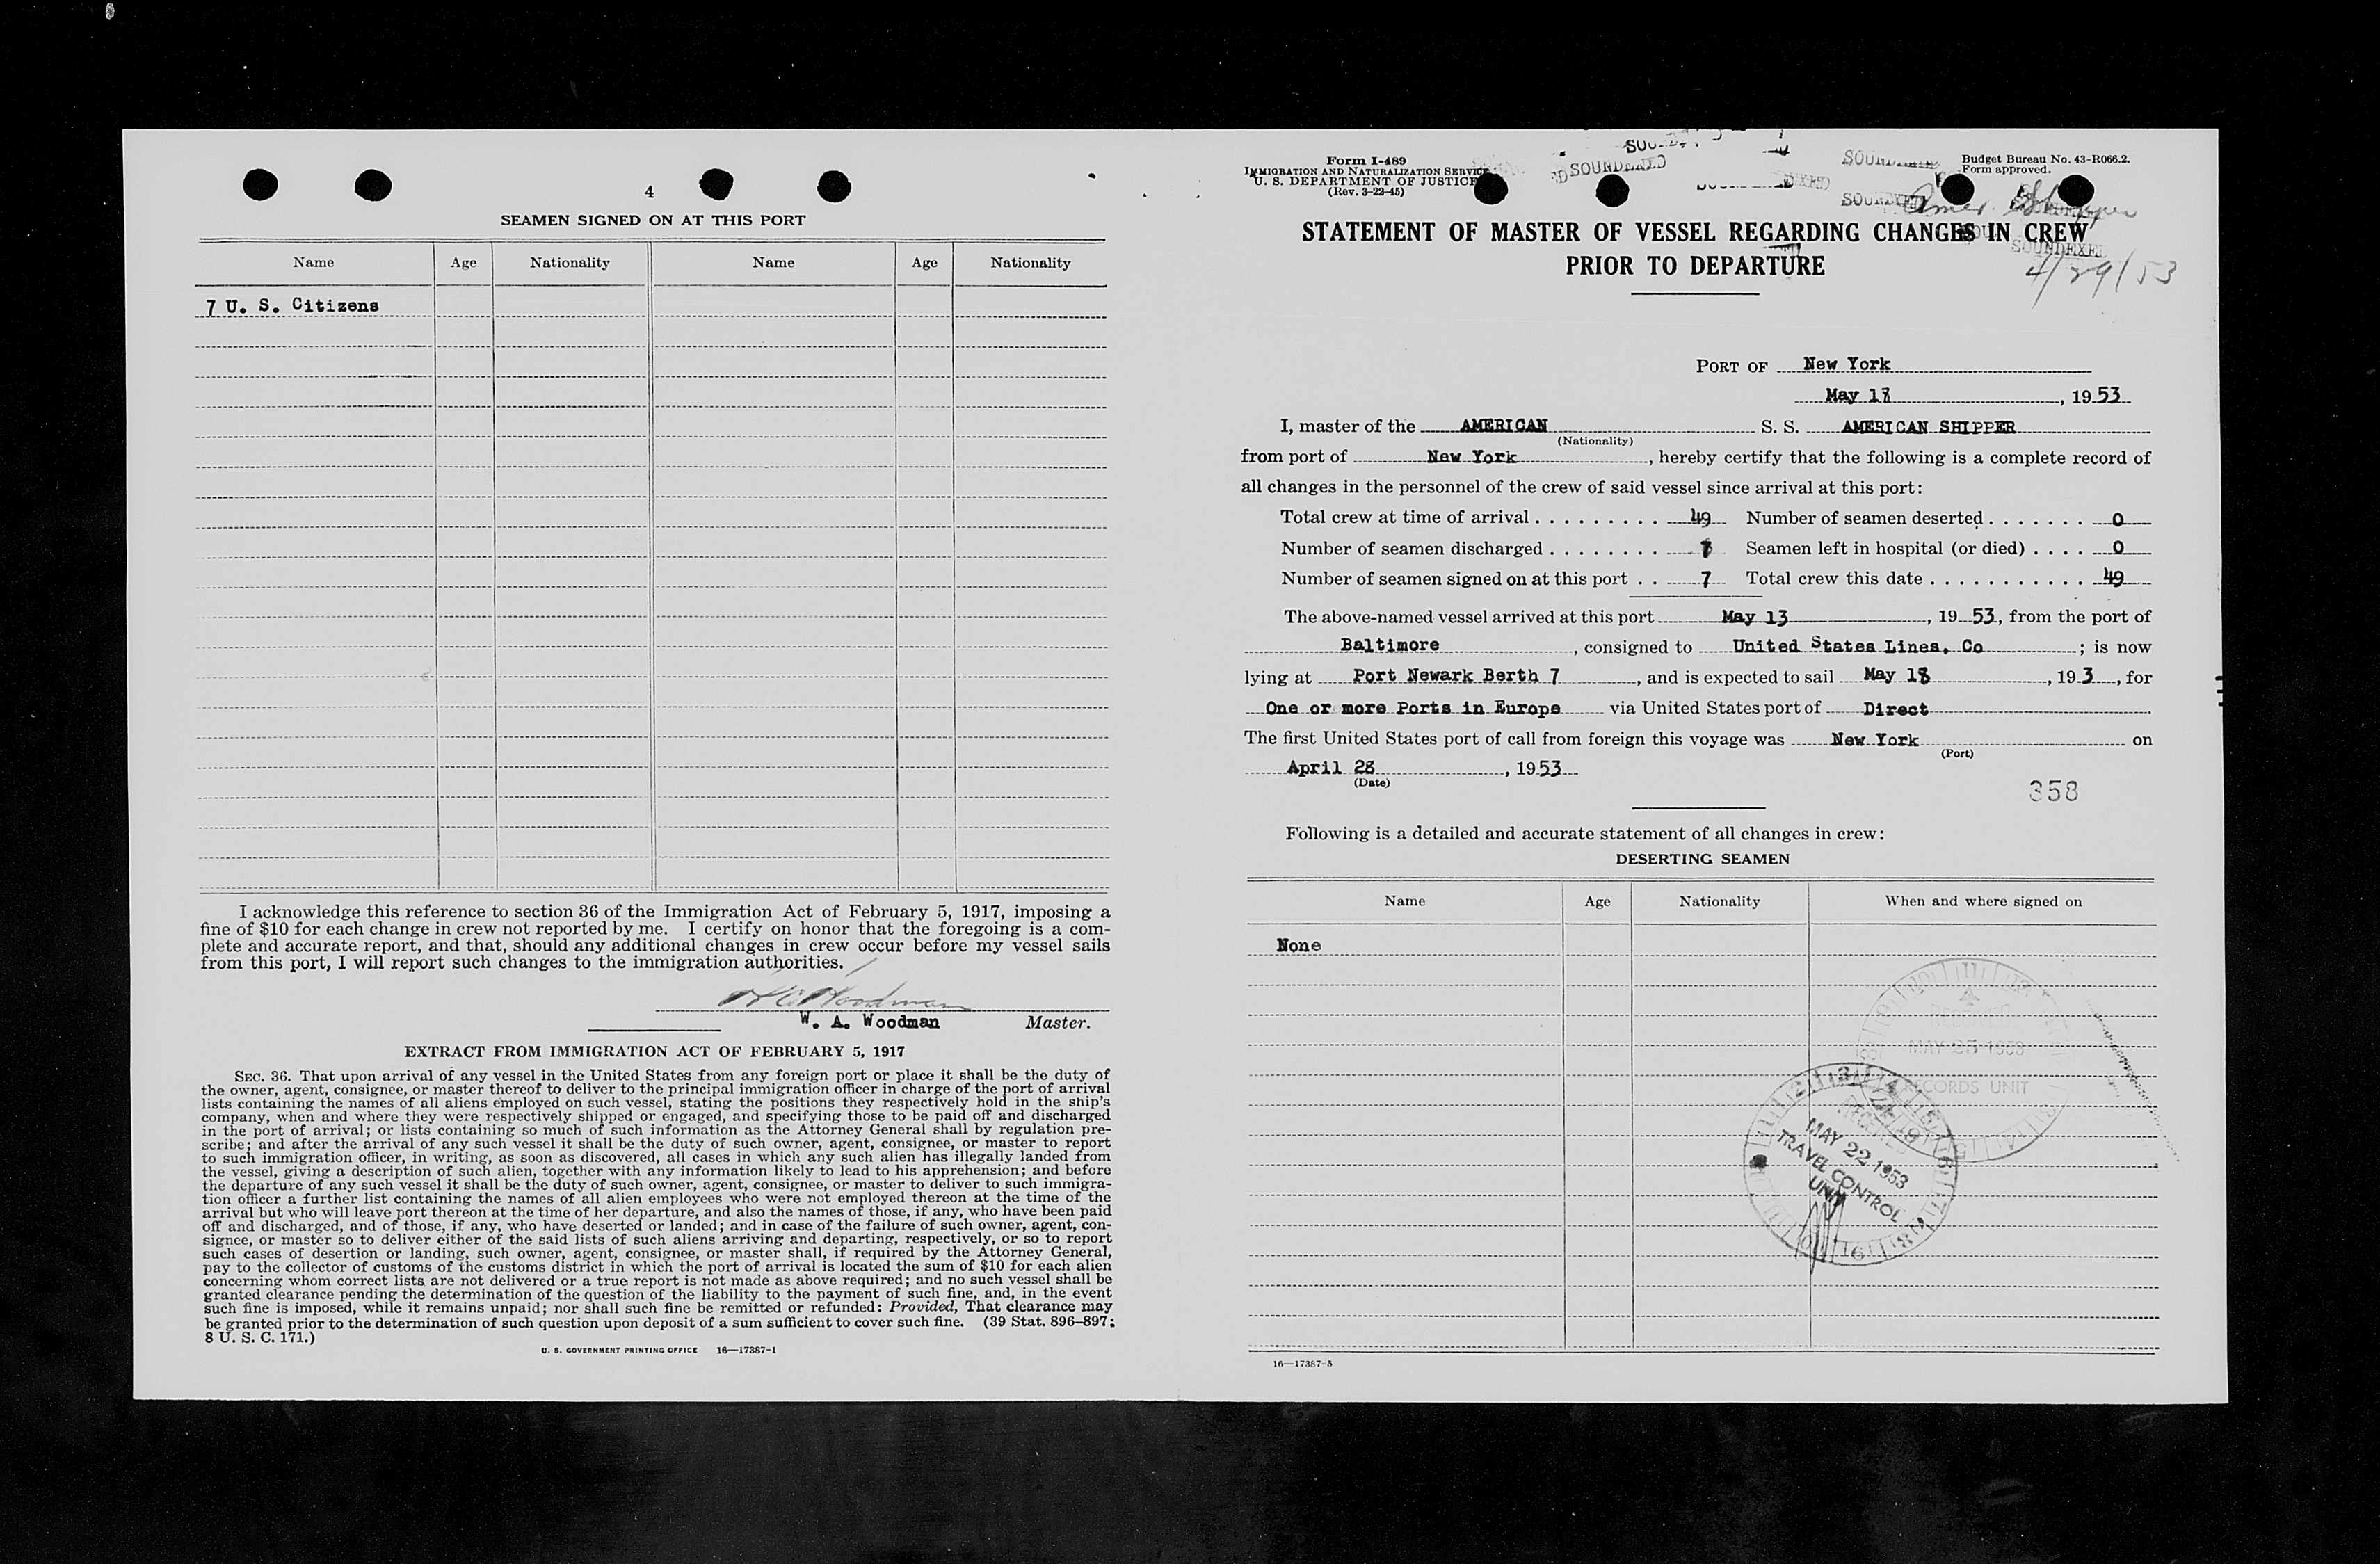 4
SEAMEN SIGNED ON AT THIS PORT
Name Age Nationality Name Age Nationality
7 U. S. Citizens
I acknowledge this reference to section 36 of the Immigration Act of February 5, 1917, imposing a
fine of $10 for each change in crew not reported by me. I certify on honor that the foregoing is a com-
plete and accurate report, and that, should any additional changes in crew occur before my vessel sails
from this port, I will report such changes to the immigration authorities.
W. A. Woodman Master.
EXTRACT FROM IMMIGRATION ACT OF FEBRUARY 5, 1917
SEC. 36. That upon arrival of any vessel in the United States from any foreign port or place it shall be the duty of
the owner, agent, consignee, or master thereof to deliver to the principal immigration officer in charge of the port of arrival
lists containing the names of all aliens employed on such vessel, stating the positions they respectively hold in the ship's
company, when and where they were respectively shipped or engaged, and specifying those to be paid off and discharged
in the port of arrival; or lists containing so much of such information as the Attorney General shall by regulation pre-
scribe; and after the arrival of any such vessel it shall be the duty of such owner, agent, consignee, or master to report
to such immigration officer, in writing, as soon as discovered, all cases in which any such alien has illegally landed from
the vessel, giving a description of such alien, together with any information likely to lead to his apprehension; and before
the departure of any such vessel it shall be the duty of such owner, agent, consignee, or master to deliver to such immigra-
tion officer a further list containing the names of all alien employees who were not employed thereon at the time of the
arrival but who will leave port thereon at the time of her departure, and also the names of those, if any, who have been paid
off and discharged, and of those, if any, who have deserted or landed; and in case of the failure of such owner, agent, con-
signee, or master so to deliver either of the said lists of such aliens arriving and departing, respectively, or so to report
such cases of desertion or landing, such owner, agent, consignee, or master shall, if required by the Attorney General,
pay to the collector of customs of the customs district in which the port of arrival is located the sum of $10 for each alien
concerning whom correct lists are not delivered or a true report is not made as above required; and no such vessel shall be
granted clearance pending the determination of the question of the liability to the payment of such fine, and, in the event
such fine is imposed, while it remains unpaid; nor shall such fine be remitted or refunded: Provided, That clearance may
be granted prior to the determination of such question upon deposit of a sum sufficient to cover such fine. (39 Stat. 896–897;
8 U. S. C. 171.)
U. S. GOVERNMENT PRINTING OFFICE 16—17387-1
Form I-489
IMMIGRATION AND NATURALIZATION SERVICE
U. S. DEPARTMENT OF JUSTICE
(Rev. 3-22-45)
SOUNDEXED
Budget Bureau No. 43-R066.2.
Form approved.
Amer. Shipper
SOUNDEXED
4/29/53
STATEMENT OF MASTER OF VESSEL REGARDING CHANGES IN CREW
PRIOR TO DEPARTURE
PORT OF New York
May 18, 1953
I, master of the AMERICAN S. S. AMERICAN SHIPPER
(Nationality)
from port of New York, hereby certify that the following is a complete record of
all changes in the personnel of the crew of said vessel since arrival at this port:
Total crew at time of arrival . . . . . . . . . . 49 Number of seamen deserted . . . . . . . 0
Number of seamen discharged . . . . . . . . 7 Seamen left in hospital (or died) . . . . 0
Number of seamen signed on at this port . . 7 Total crew this date . . . . . . . . . . . . 49
The above-named vessel arrived at this port May 13, 1953, from the port of
Baltimore, consigned to United States Lines, Co; is now
lying at Port Newark Berth 7, and is expected to sail May 18, 193, for
One or more Ports in Europe via United States port of Direct
The first United States port of call from foreign this voyage was New York on
(Port)
April 28, 1953
(Date)
358
Following is a detailed and accurate statement of all changes in crew:
DESERTING SEAMEN
Name Age Nationality When and where signed on
None
RECEIVED
MAY 25 1953
RECORDS UNIT
RECEIVED
MAY 22 1953
TRAVEL CONTROL
UNIT
16—17387-5